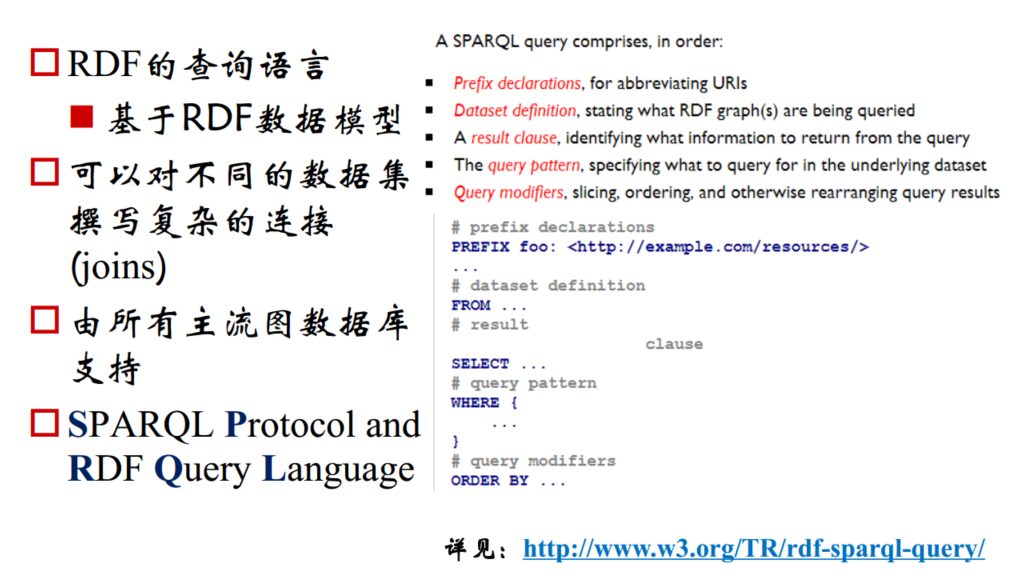 RDF的查询语言
基于RDF数据模型
可以对不同的数据集
撰写复杂的连接
(joins)
由所有主流图数据库
支持
SPARQL Protocol and
RDF Query Language
A SPARQL query comprises, in order:
Prefix declarations, for abbreviating URIs
Dataset definition, stating what RDF graph(s) are being queried
A result clause, identifying what information to return from the query
The query pattern, specifying what to query for in the underlying dataset
Query modifiers, slicing, ordering, and otherwise rearranging query results
# prefix declarations
PREFIX foo: <http://example.com/resources/>
...
# dataset definition
FROM ...
# result
clause
SELECT ...
# query pattern
WHERE {
...
}
# query modifiers
ORDER BY ...
详见：http://www.w3.org/TR/rdf-sparql-query/